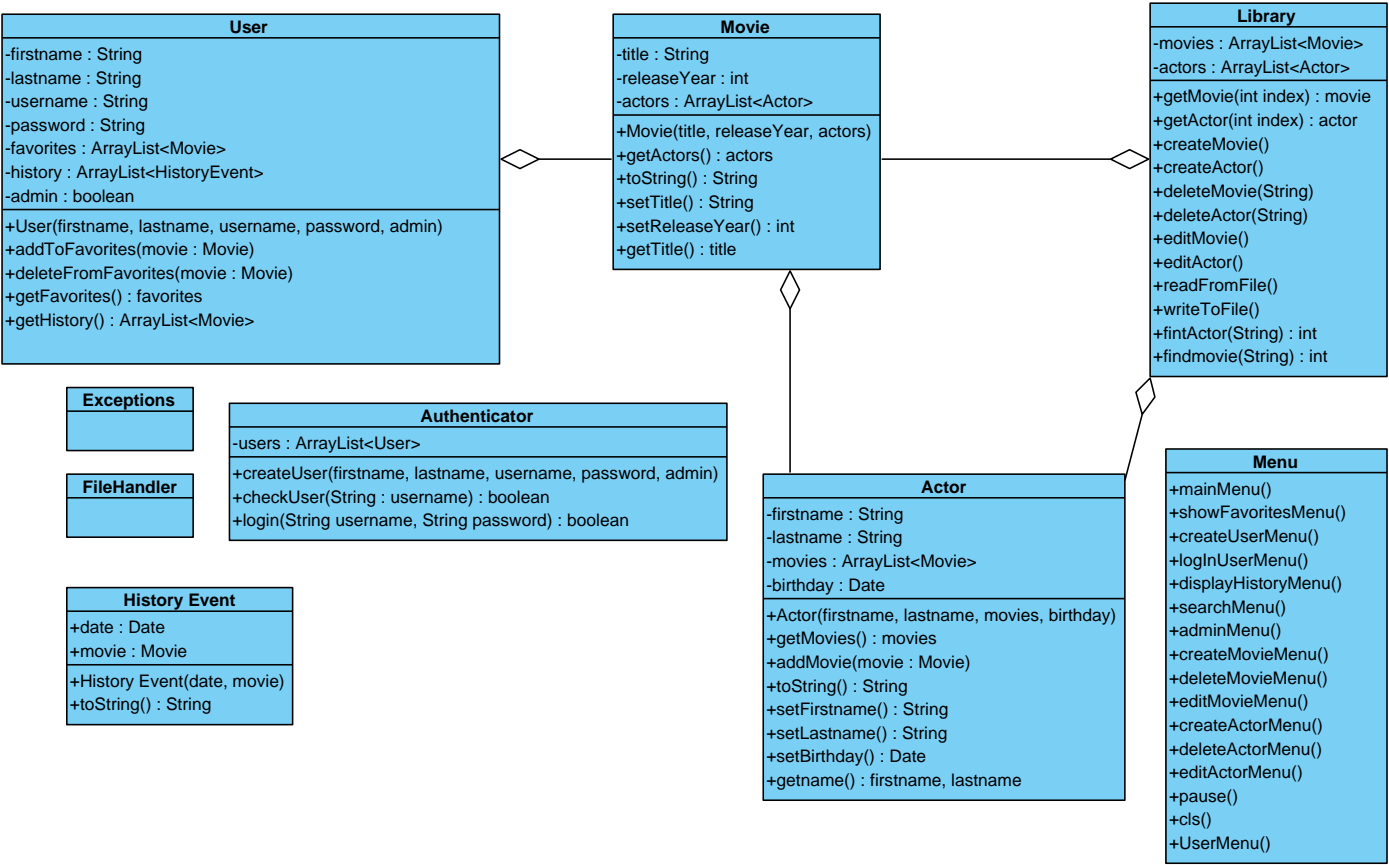 User
-firstname : String
-lastname : String
-username : String
-password : String
-favorites : ArrayList<Movie>
-history : ArrayList<HistoryEvent>
-admin : boolean
+User(firstname, lastname, username, password, admin)
+addToFavorites(movie : Movie)
+deleteFromFavorites(movie : Movie)
+getFavorites() : favorites
+getHistory() : ArrayList<Movie>
Movie
-title : String
-releaseYear : int
-actors : ArrayList<Actor>
+Movie(title, releaseYear, actors)
+getActors() : actors
+toString() : String
+setTitle() : String
+setReleaseYear() : int
+getTitle() : title
Library
-movies : ArrayList<Movie>
-actors : ArrayList<Actor>
+getMovie(int index) : movie
+getActor(int index) : actor
+createMovie()
+createActor()
+deleteMovie(String)
+deleteActor(String)
+editMovie()
+editActor()
+readFromFile()
+writeToFile()
+fintActor(String) : int
+findmovie(String) : int
Exceptions
FileHandler
Authenticator
-users : ArrayList<User>
+createUser(firstname, lastname, username, password, admin)
+checkUser(String : username) : boolean
+login(String username, String password) : boolean
History Event
+date : Date
+movie : Movie
+History Event(date, movie)
+toString() : String
Actor
-firstname : String
-lastname : String
-movies : ArrayList<Movie>
-birthday : Date
+Actor(firstname, lastname, movies, birthday)
+getMovies() : movies
+addMovie(movie : Movie)
+toString() : String
+setFirstname() : String
+setLastname() : String
+setBirthday() : Date
+getname() : firstname, lastname
Menu
+mainMenu()
+showFavoritesMenu()
+createUserMenu()
+logInUserMenu()
+displayHistoryMenu()
+searchMenu()
+adminMenu()
+createMovieMenu()
+deleteMovieMenu()
+editMovieMenu()
+createActorMenu()
+deleteActorMenu()
+editActorMenu()
+pause()
+cls()
+UserMenu()